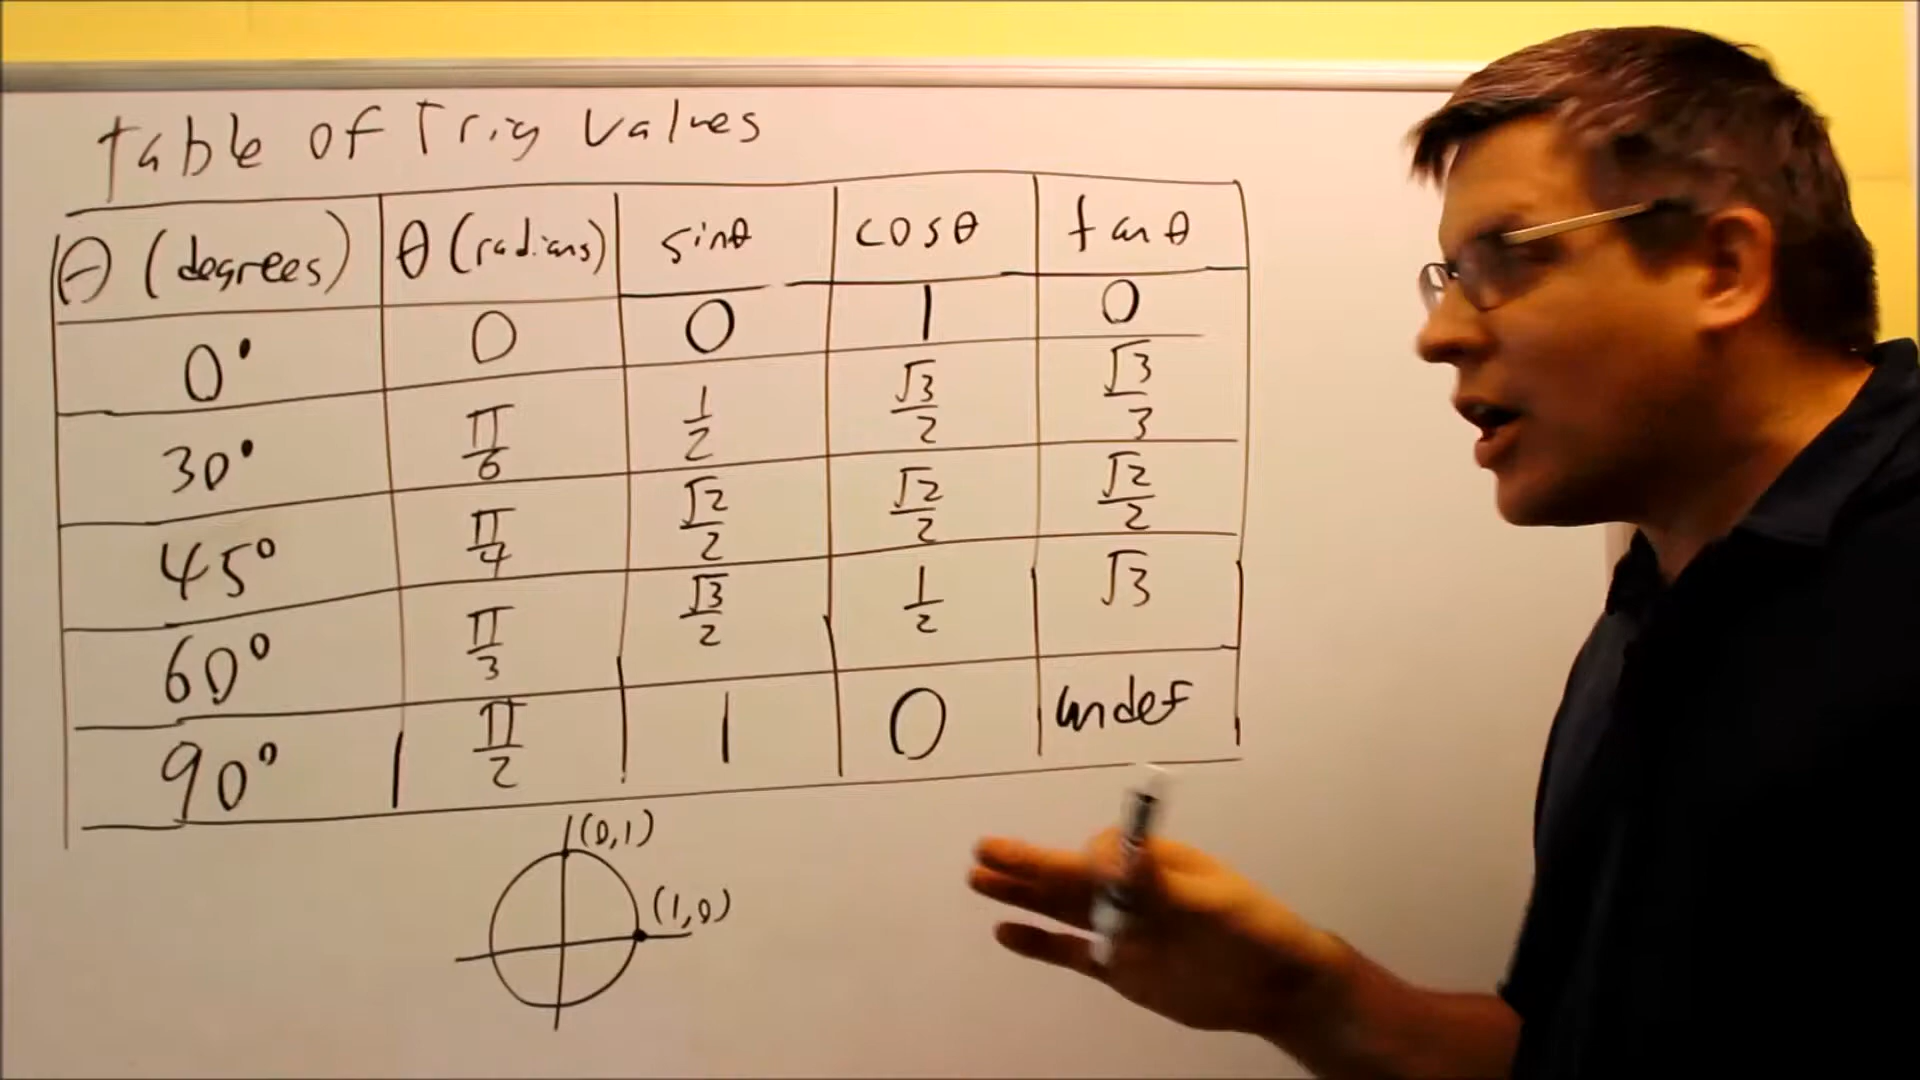 Table of Trig Values
θ (degrees) θ (radians) sinθ cosθ tanθ
0° 0 0 1 0
30° π/6 1/2 √3/2 √3/3
45° π/4 √2/2 √2/2 √2/2
60° π/3 √3/2 1/2 √3
90° π/2 1 0 undef
(0,1)
(1,0)